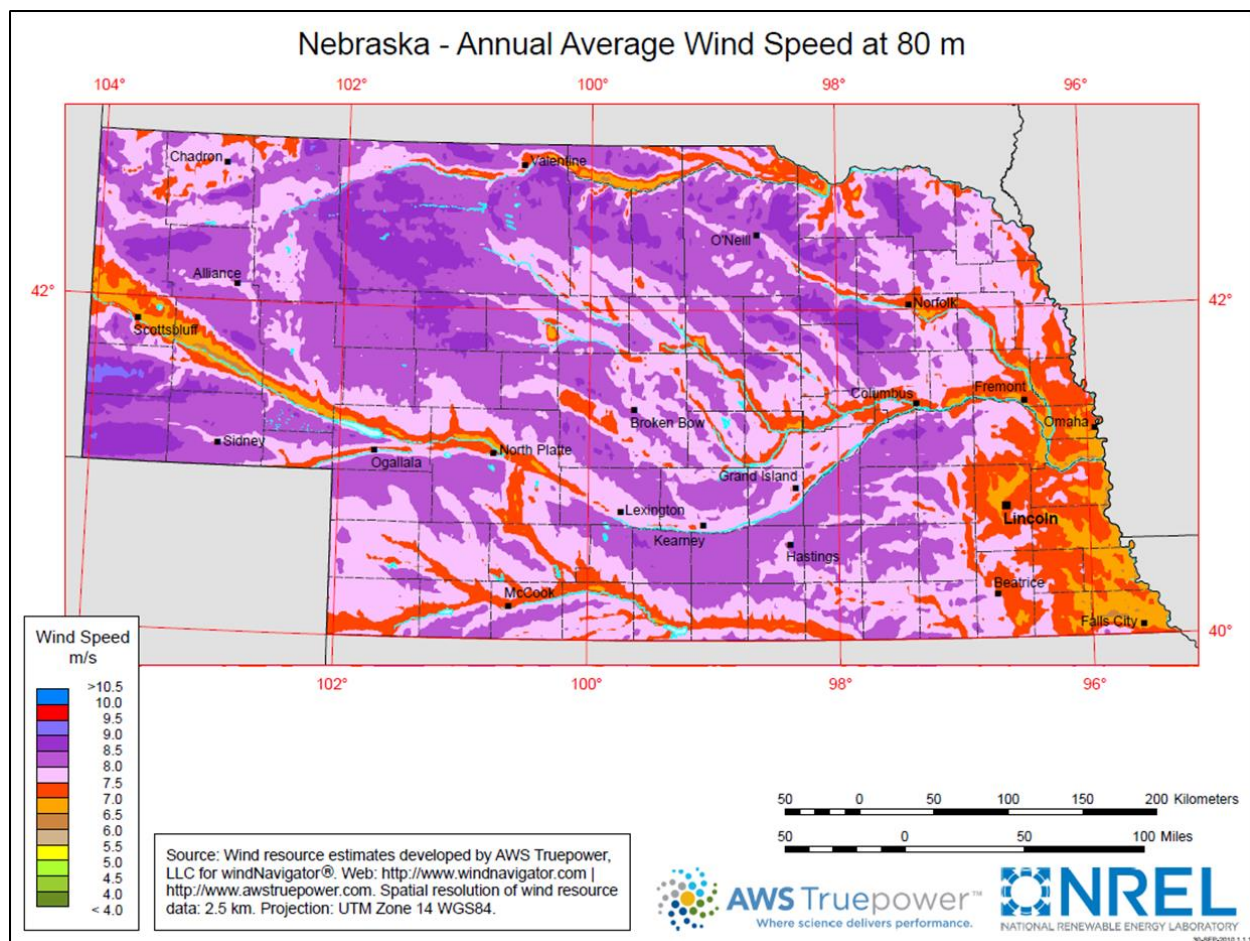 Nebraska - Annual Average Wind Speed at 80 m
104°
102°
100°
98°
96°
Chadron
Valentine
O'Neill
Alliance
42°
42°
Norfolk
Scottsbluff
Columbus
Fremont
Broken Bow
Omaha
Sidney
North Platte
Ogallala
Grand Island
Lexington
Lincoln
Kearney
Hastings
Beatrice
McCook
Falls City
40°
Wind Speed
m/s
102°
100°
98°
96°
>10.5
10.0
9.5
9.0
8.5
8.0
7.5
7.0
6.5
6.0
5.5
5.0
4.5
4.0
< 4.0
50 0 50 100 150 200 Kilometers
50 0 50 100 Miles
Source: Wind resource estimates developed by AWS Truepower,
LLC for windNavigator®. Web: http://www.windnavigator.com |
http://www.awstruepower.com. Spatial resolution of wind resource
data: 2.5 km. Projection: UTM Zone 14 WGS84.
AWS Truepower™
Where science delivers performance.
NREL
NATIONAL RENEWABLE ENERGY LABORATORY